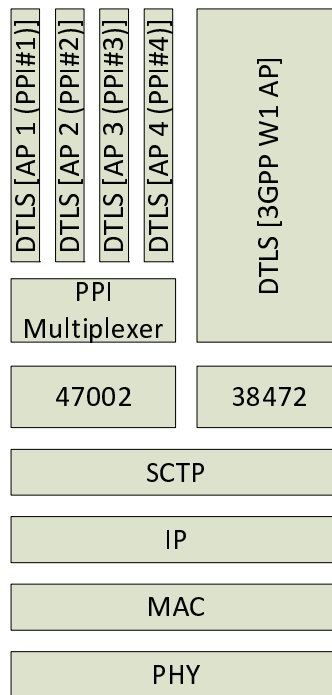 DTLS [AP 1 (PPI#1)]
DTLS [AP 2 (PPI#2)]
DTLS [AP 3 (PPI#3)]
DTLS [AP 4 (PPI#4)]
DTLS [3GPP W1 AP]
PPI
Multiplexer
47002
38472
SCTP
IP
MAC
PHY